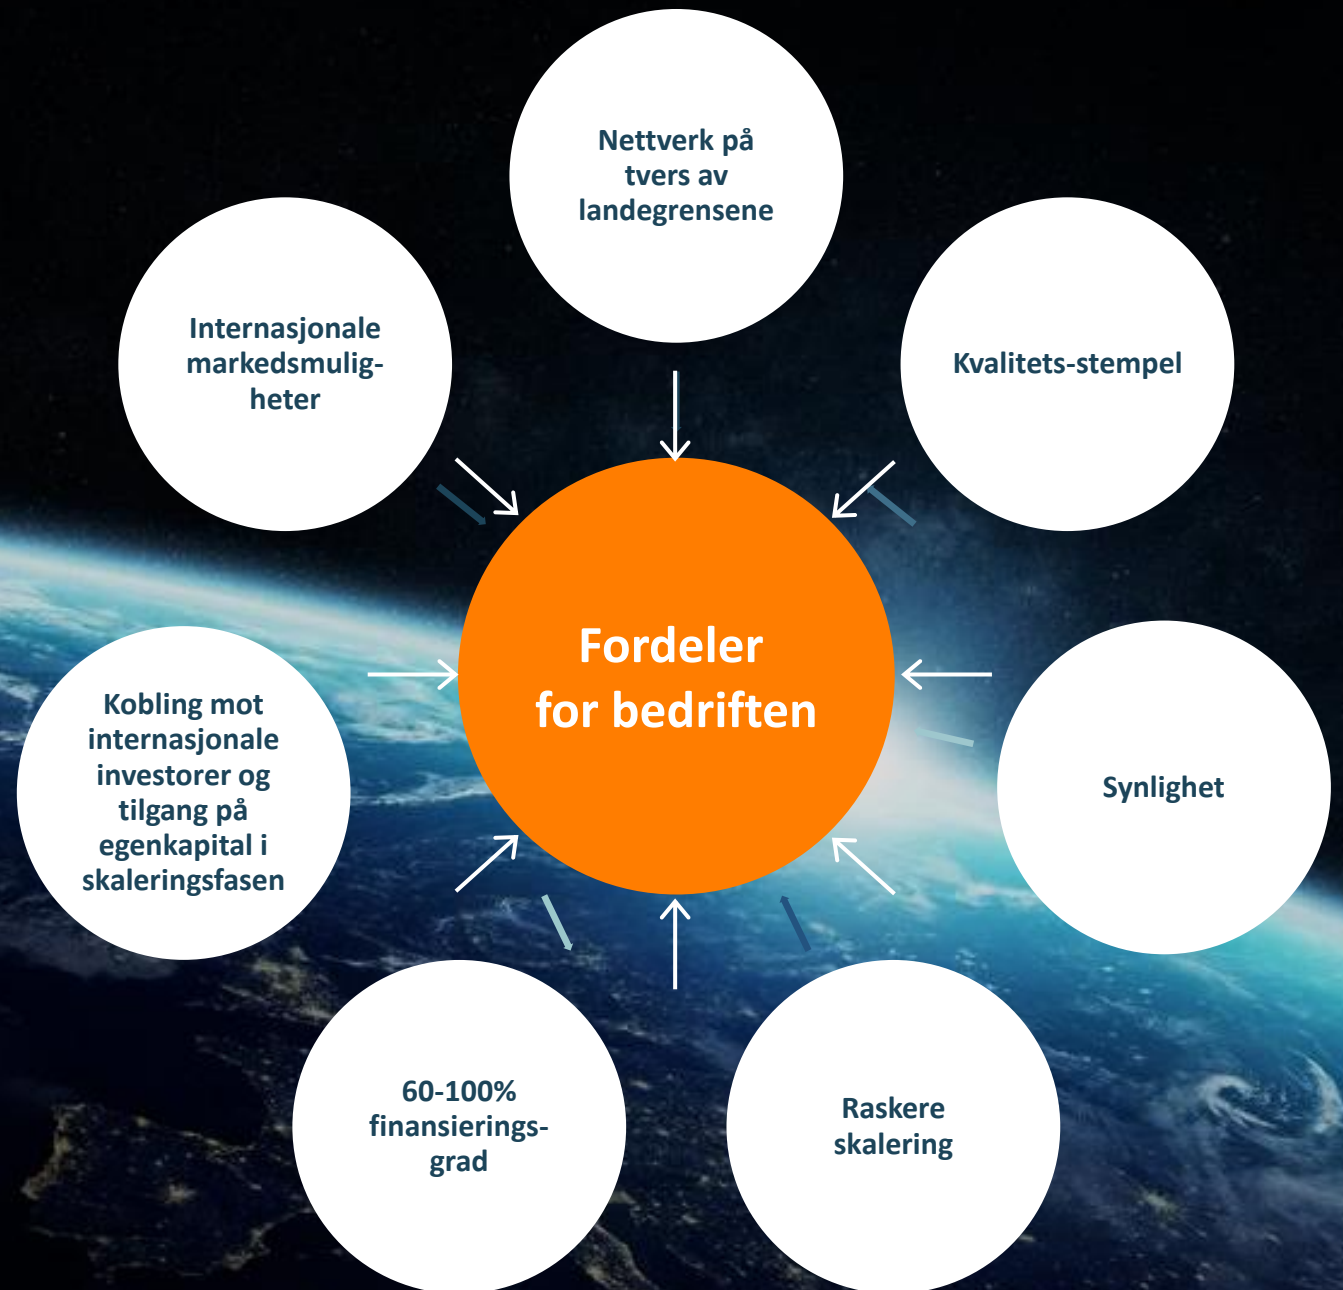 Nettverk på
tvers av
landegrensene
Kvalitets-stempel
Synlighet
Raskere
skalering
60-100%
finansierings-
grad
Kobling mot
internasjonale
investorer og
tilgang på
egenkapital i
skaleringsfasen
Internasjonale
markedsmulig-
heter
Fordeler
for bedriften